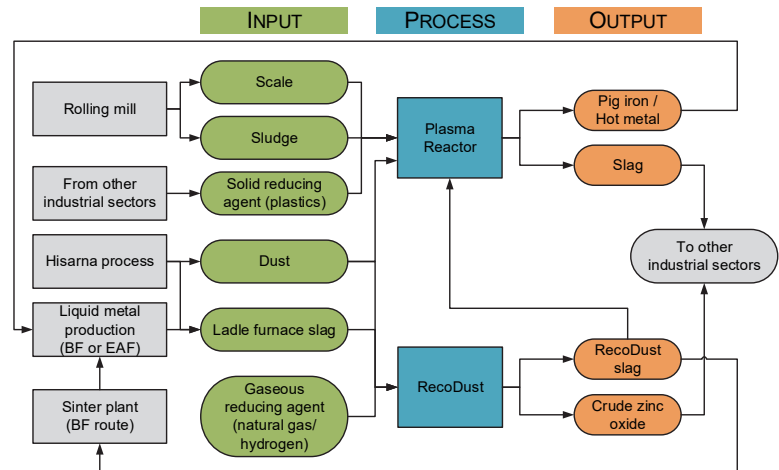 INPUT
PROCESS
OUTPUT
Rolling mill
Scale
Sludge
Plasma
Reactor
Pig iron /
Hot metal
Slag
From other
industrial sectors
Solid reducing
agent (plastics)
To other
industrial sectors
Hisarna process
Dust
Liquid metal
production
(BF or EAF)
Ladle furnace slag
RecoDust
RecoDust
slag
Crude zinc
oxide
Sinter plant
(BF route)
Gaseous
reducing agent
(natural gas/
hydrogen)